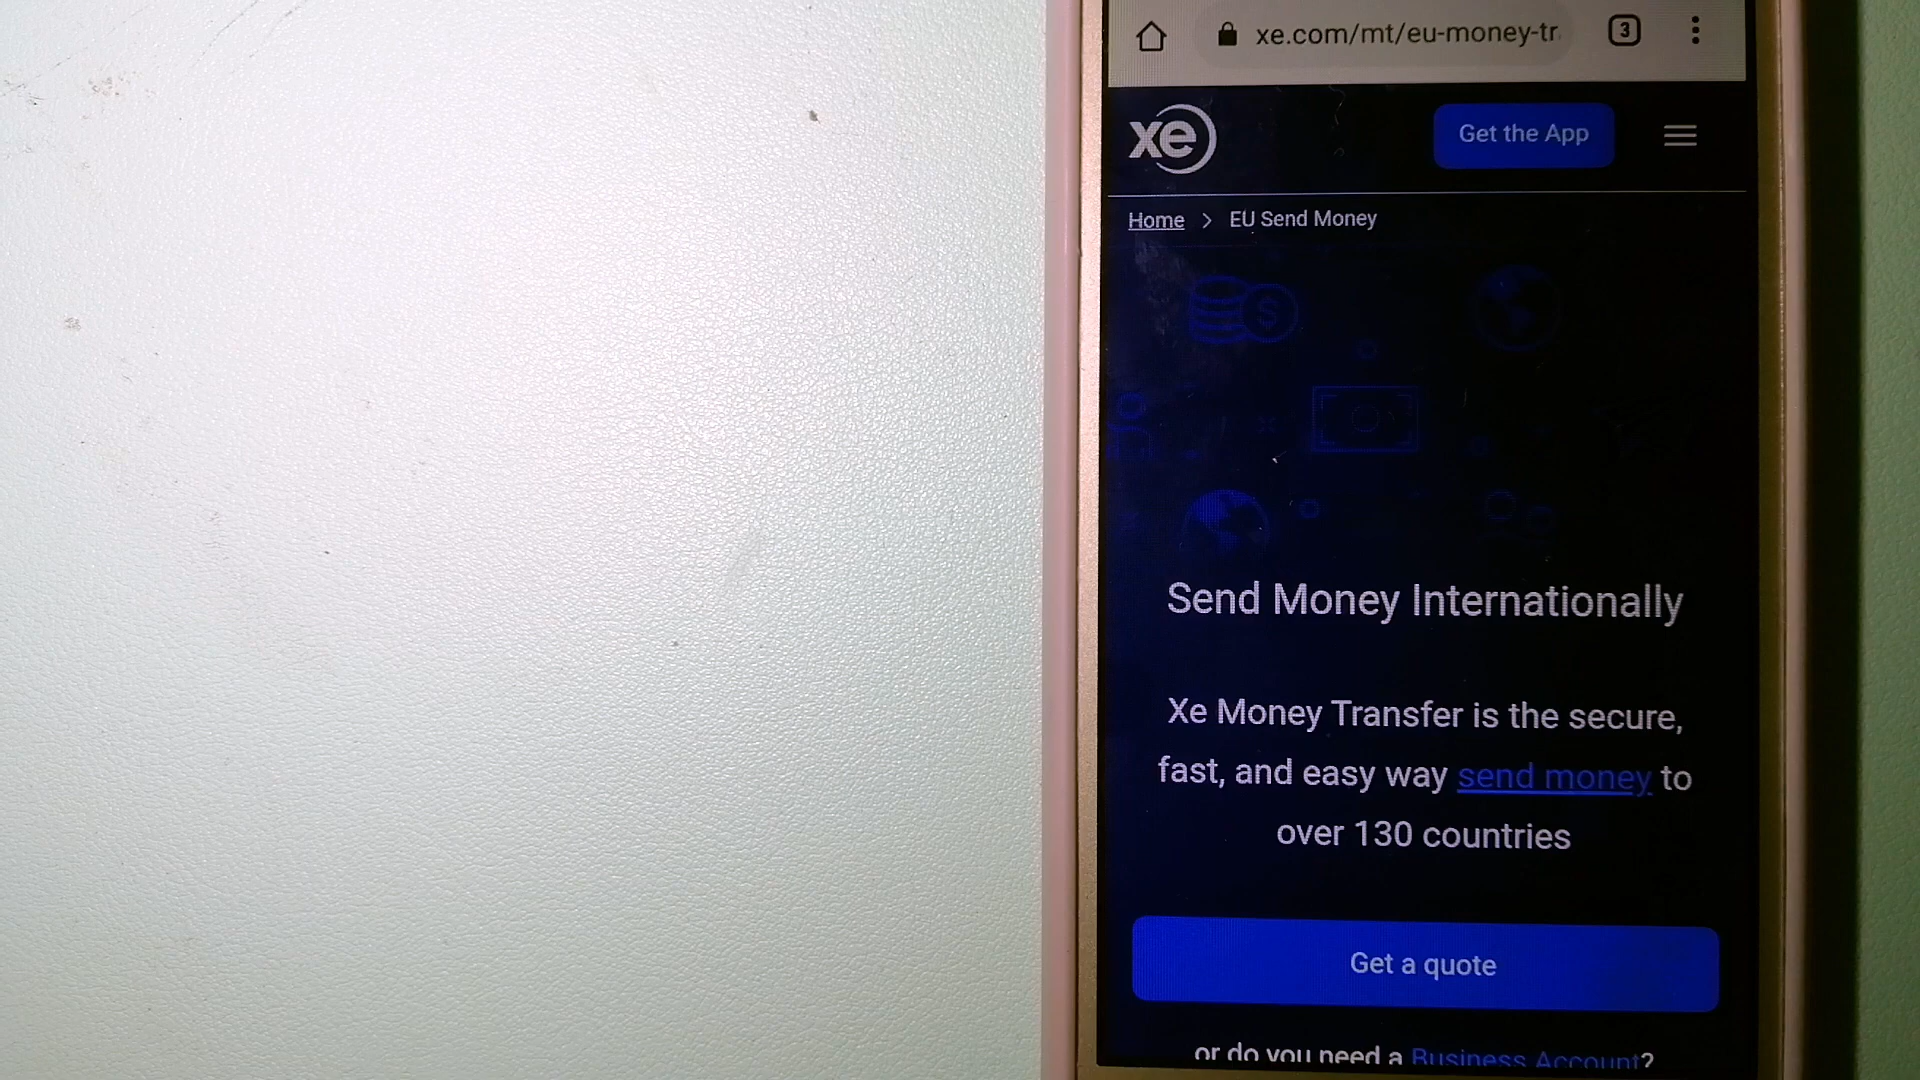 xe.com/mt/eu-money-tr
3
xe
Get the App
Home > EU Send Money
Send Money Internationally
Xe Money Transfer is the secure,
fast, and easy way send money to
over 130 countries
Get a quote
or do you need a Business Account?